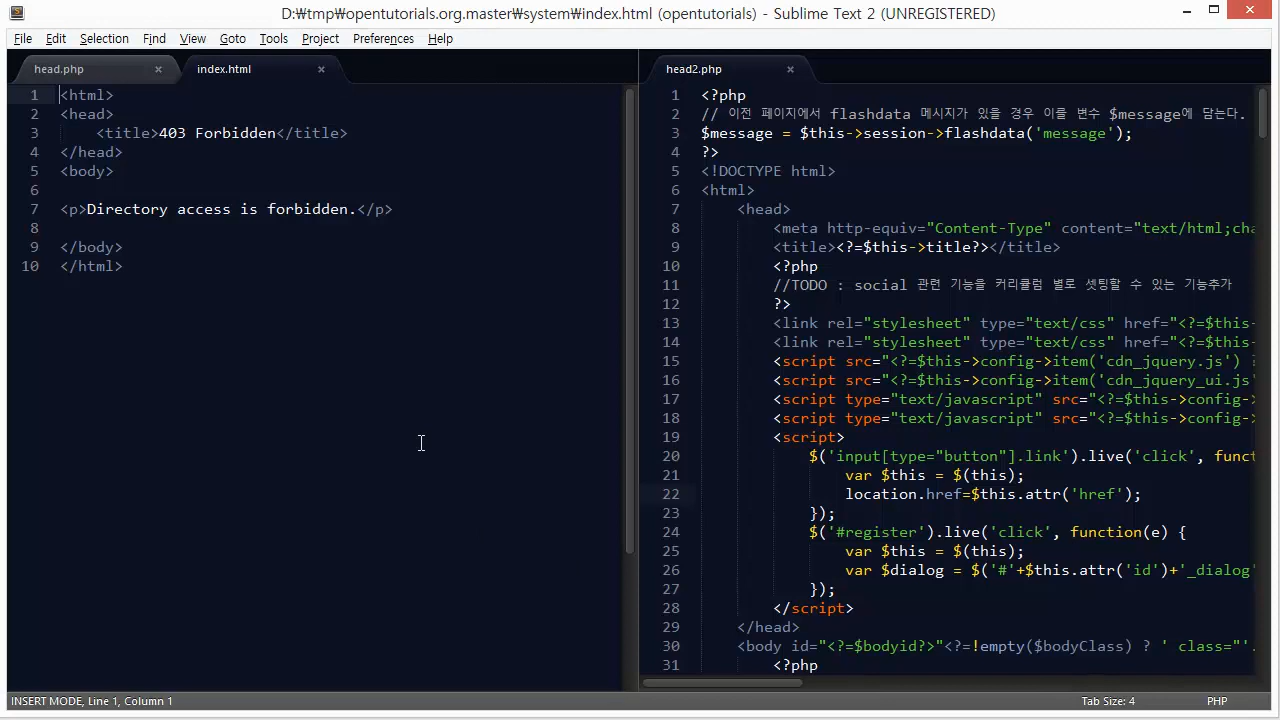 D:₩tmp₩opentutorials.org.master₩system₩index.html (opentutorials) - Sublime Text 2 (UNREGISTERED)
File Edit Selection Find View Goto Tools Project Preferences Help
head.php × index.html ×
1 <html>
2 <head>
3 <title>403 Forbidden</title>
4 </head>
5 <body>
6
7 <p>Directory access is forbidden.</p>
8
9 </body>
10 </html>
head2.php ×
1 <?php
2 // 이전 페이지에서 flashdata 메시지가 있을 경우 이를 변수 $message에 담는다.
3 $message = $this->session->flashdata('message');
4 ?>
5 <!DOCTYPE html>
6 <html>
7 <head>
8 <meta http-equiv="Content-Type" content="text/html;cha
9 <title><?=$this->title?></title>
10 <?php
11 //TODO : social 관련 기능을 커리큘럼 별로 셋팅할 수 있는 기능추가
12 ?>
13 <link rel="stylesheet" type="text/css" href="<?=$this-
14 <link rel="stylesheet" type="text/css" href="<?=$this-
15 <script src="<?=$this->config->item('cdn_jquery.js') ?
16 <script src="<?=$this->config->item('cdn_jquery_ui.js'
17 <script type="text/javascript" src="<?=$this->config->
18 <script type="text/javascript" src="<?=$this->config->
19 <script>
20 $('input[type="button"].link').live('click', funct
21 var $this = $(this);
22 location.href=$this.attr('href');
23 });
24 $('#register').live('click', function(e) {
25 var $this = $(this);
26 var $dialog = $('#'+$this.attr('id')+'_dialog'
27 });
28 </script>
29 </head>
30 <body id="<?=$bodyid?>"<?=!empty($bodyClass) ? ' class="'.
31 <?php
INSERT MODE, Line 1, Column 1 Tab Size: 4 PHP